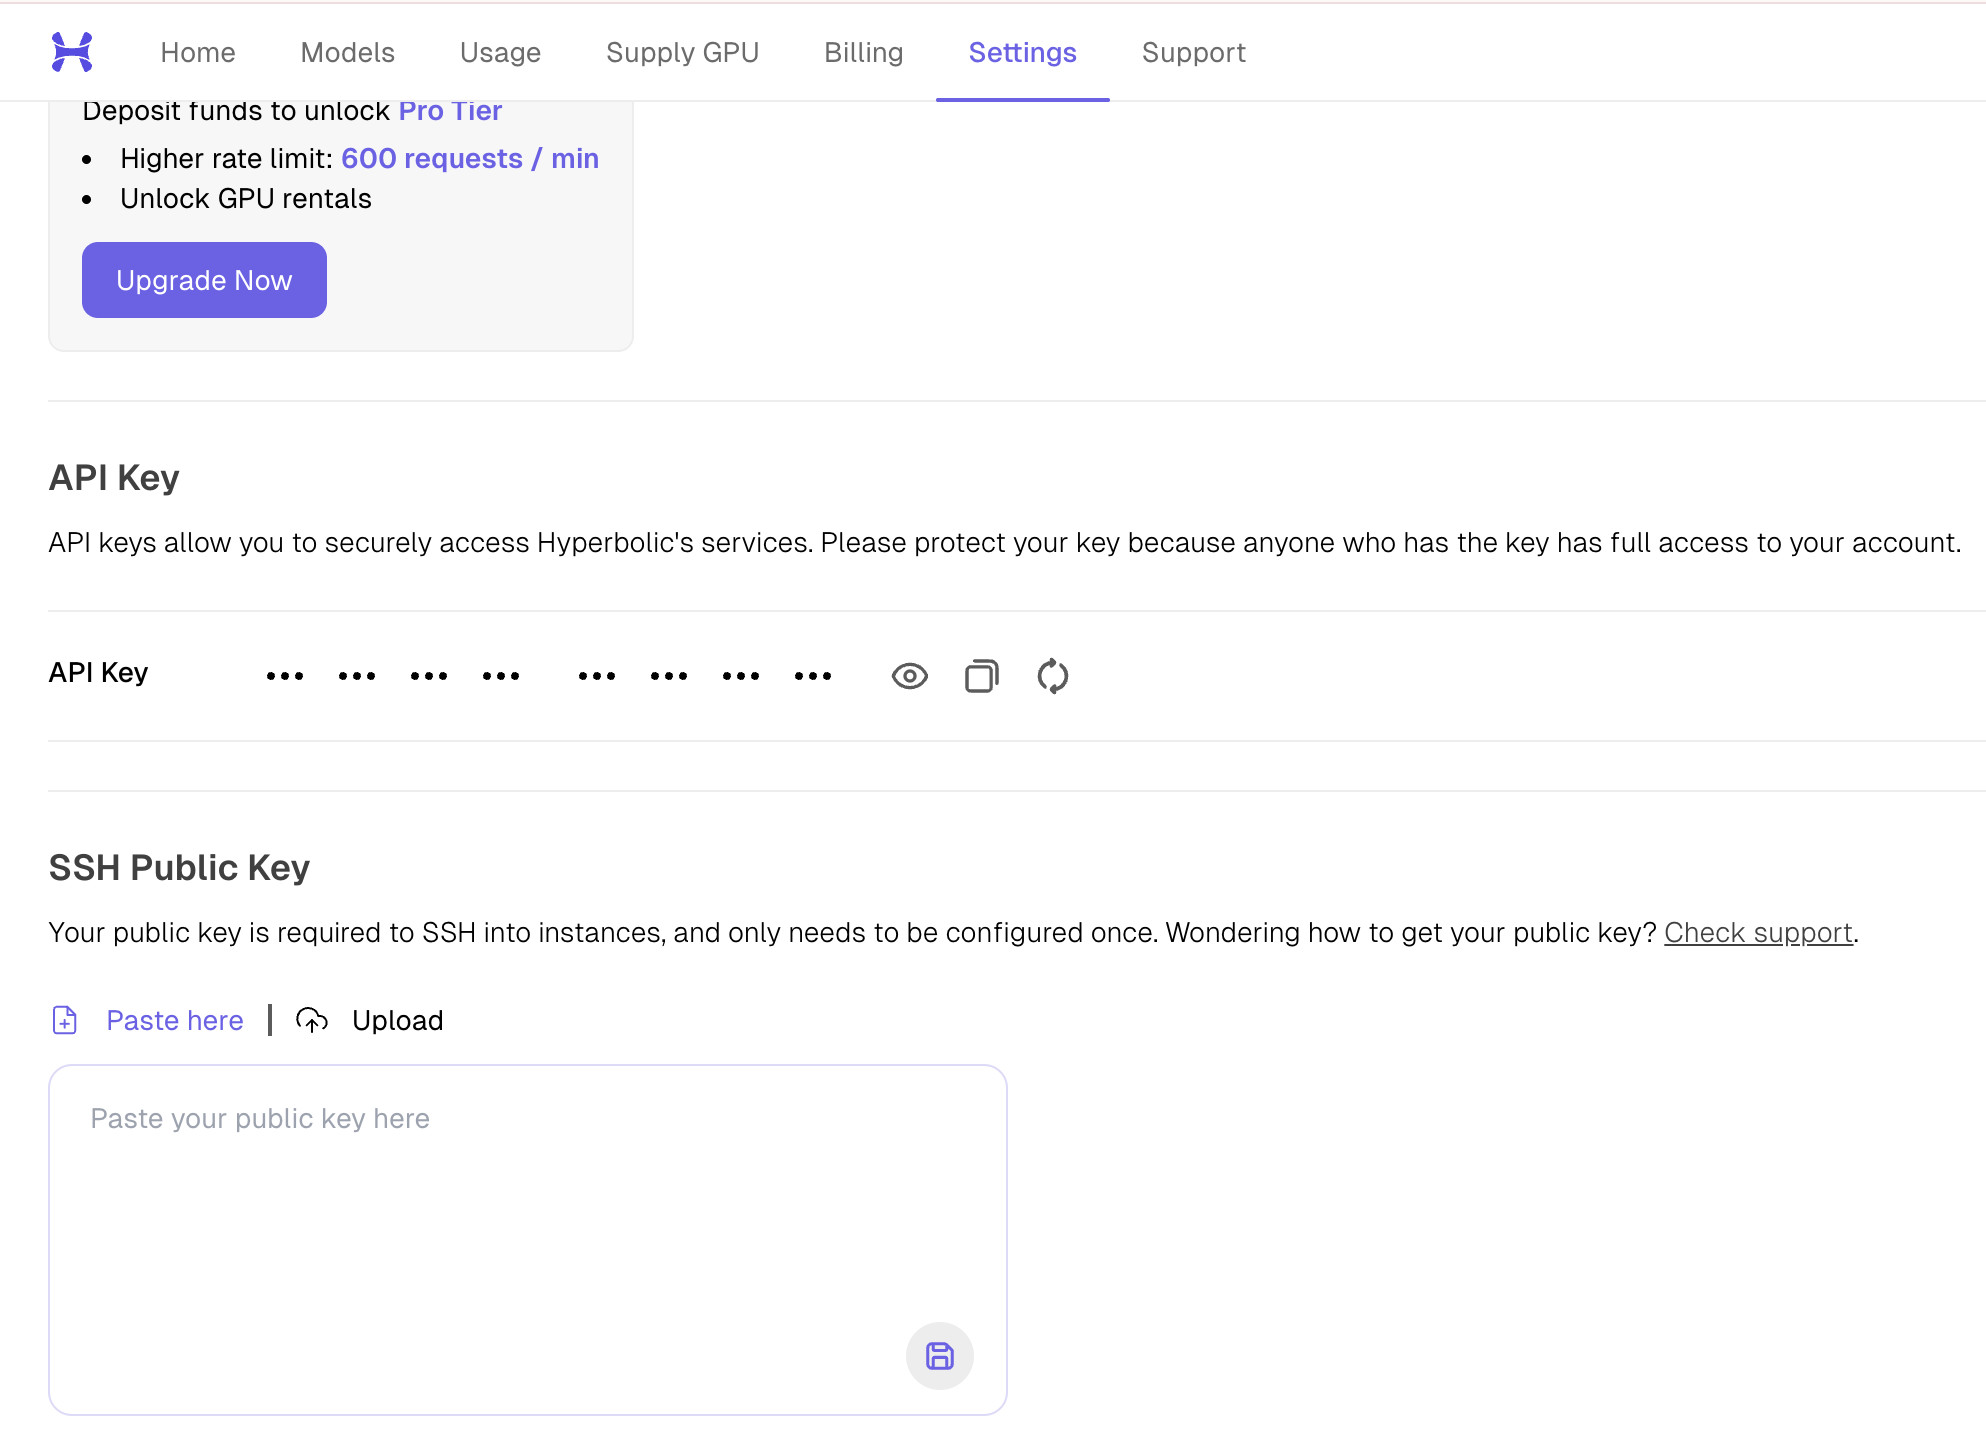 Home Models Usage Supply GPU Billing Settings Support
Deposit funds to unlock Pro Tier
• Higher rate limit: 600 requests / min
• Unlock GPU rentals
Upgrade Now
API Key
API keys allow you to securely access Hyperbolic's services. Please protect your key because anyone who has the key has full access to your account.
API Key ••• ••• ••• ••• ••• ••• ••• •••
SSH Public Key
Your public key is required to SSH into instances, and only needs to be configured once. Wondering how to get your public key? Check support.
Paste here | Upload
Paste your public key here